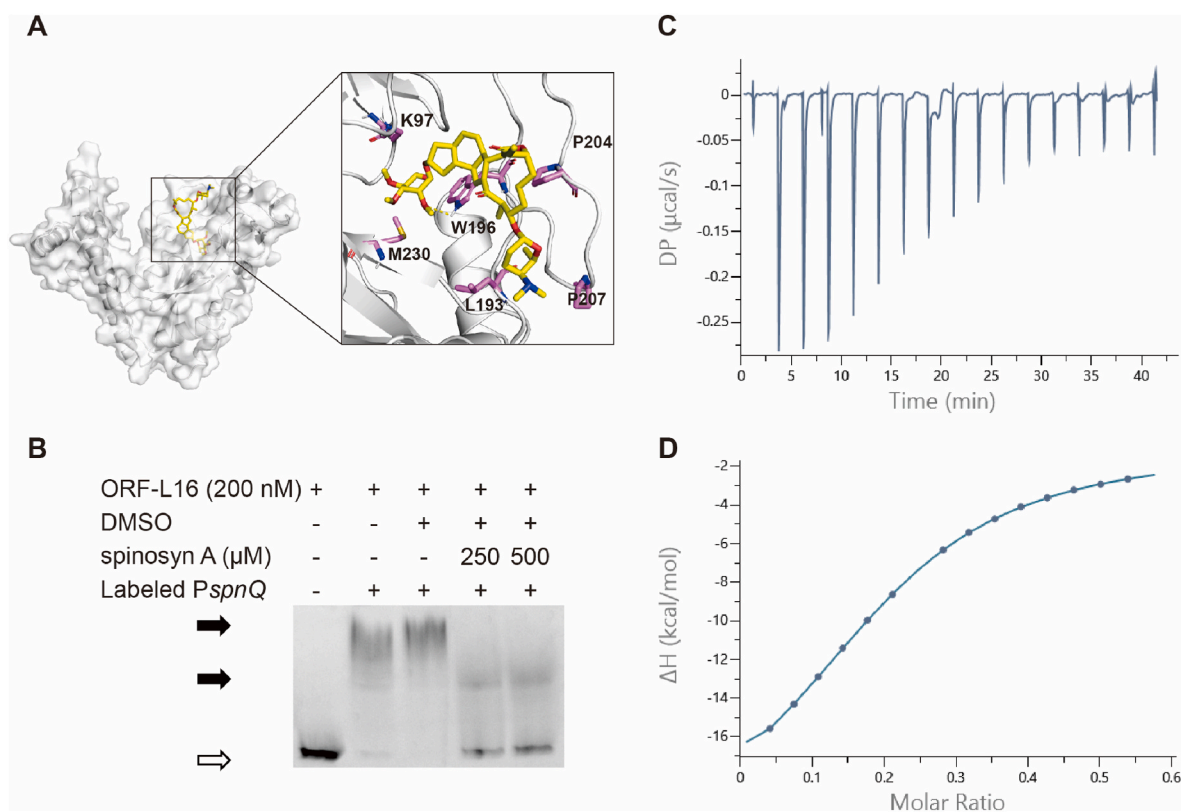 A
K97
P204
W196
M230
L193
P207
B
ORF-L16 (200 nM) + + + + +
DMSO - - + + +
spinosyn A (μM) - - - 250 500
Labeled PspnQ - + + + +
C
0
-0.05
-0.1
-0.15
-0.2
-0.25
DP (μcal/s)
0 5 10 15 20 25 30 35 40
Time (min)
D
-2
-4
-6
-8
-10
-12
-14
-16
ΔH (kcal/mol)
0 0.1 0.2 0.3 0.4 0.5 0.6
Molar Ratio